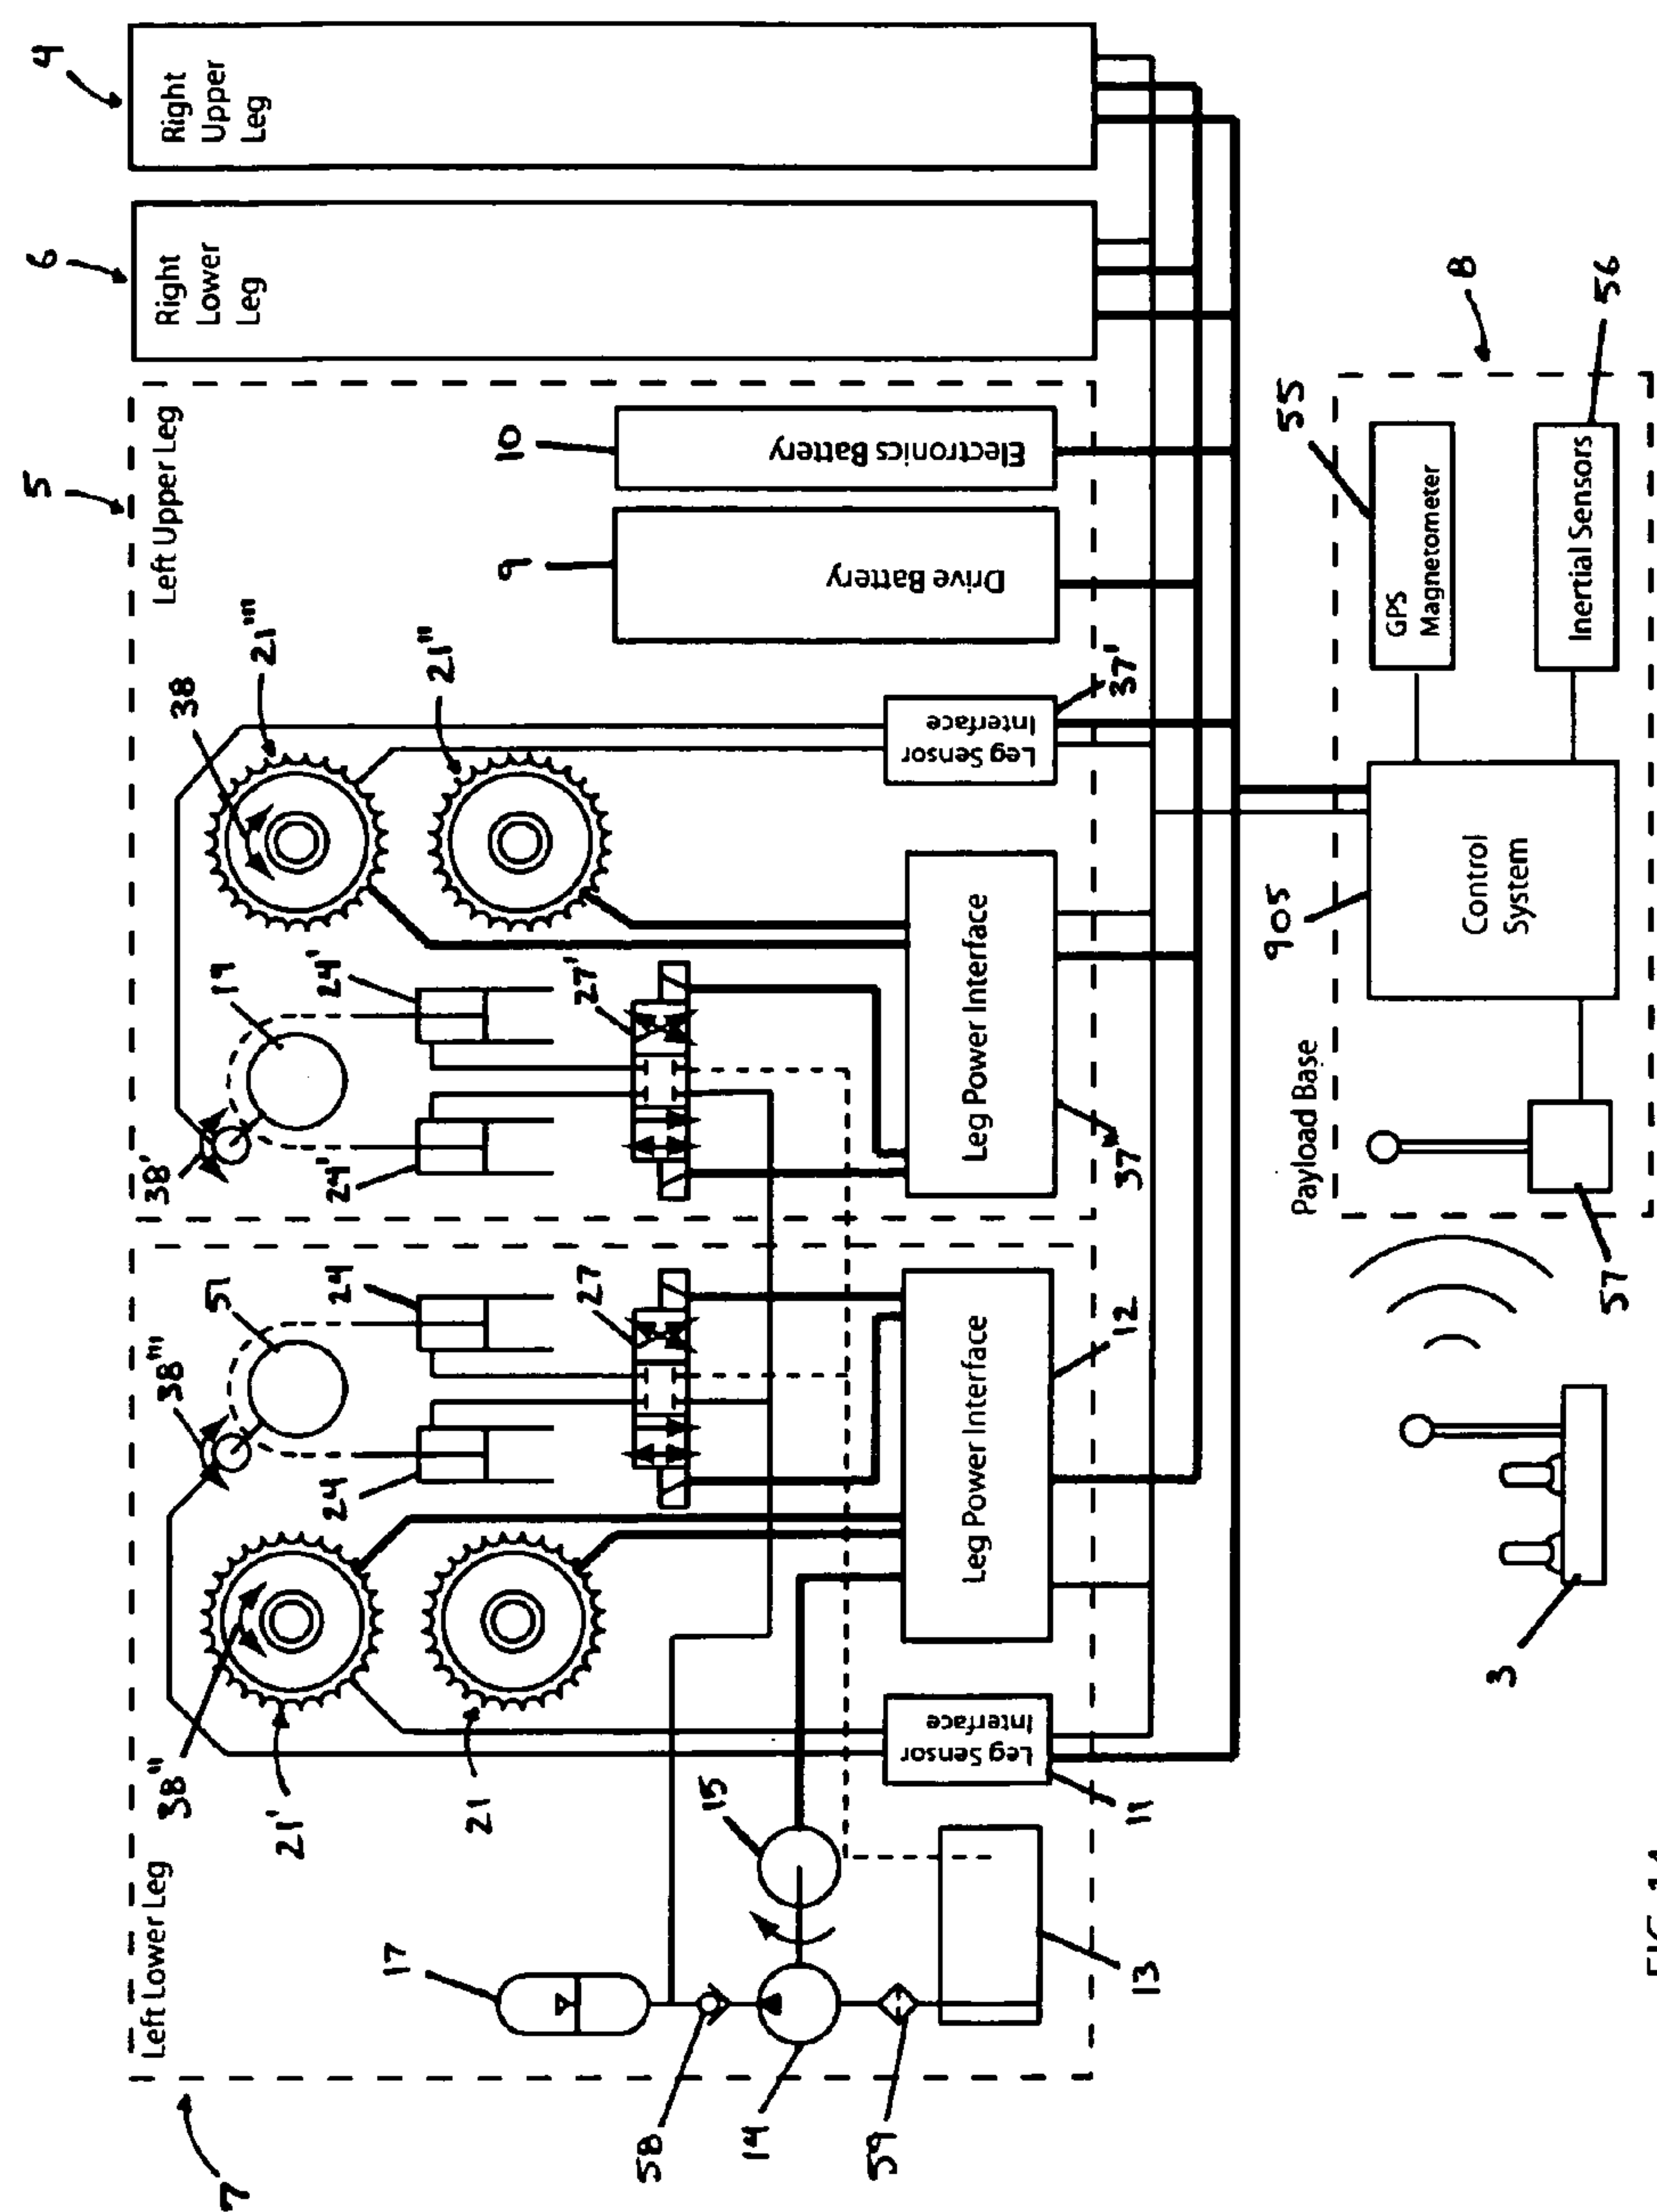 7
Left Lower Leg
17
58
14
59
13
15
38"
21'
21
38'''
51
24
24
27
Leg Sensor
Interface
11
Leg Power Interface
12
5
Left Upper Leg
38'
19
24'
24'
27'
38
21'''
21"
Leg Power Interface
37"
Leg Sensor
Interface
37'
9
Drive Battery
10
Electronics Battery
6
Right
Lower
Leg
4
Right
Upper
Leg
3
Payload Base
57
905
Control
System
55
GPS
Magnetometer
8
Inertial Sensors
56
FIG. 1A